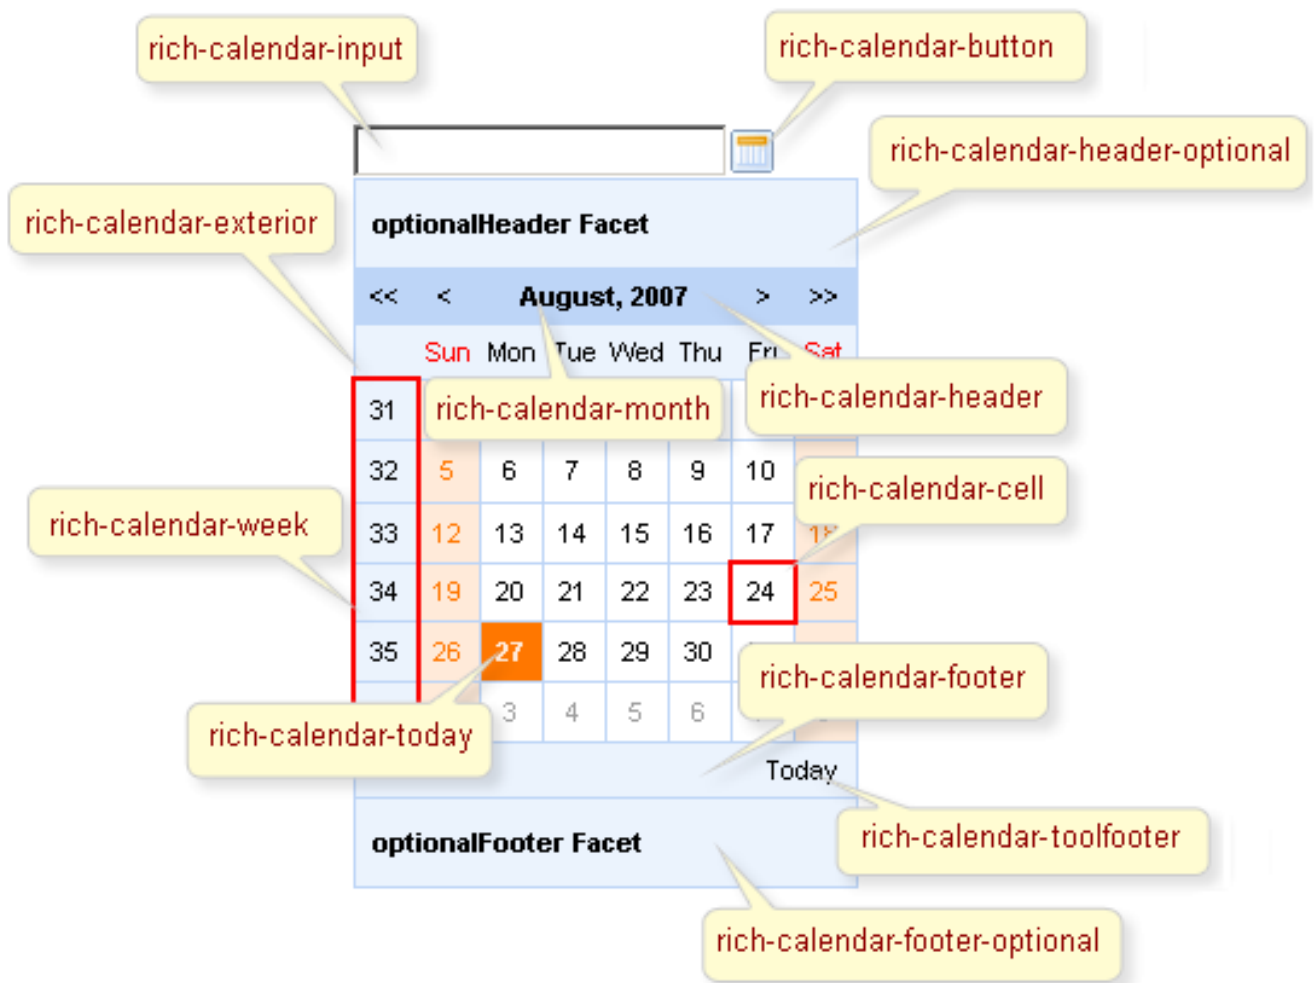 rich-calendar-input
rich-calendar-button
rich-calendar-header-optional
rich-calendar-exterior
optionalHeader Facet
<< < August, 2007 > >>
Sun Mon Tue Wed Thu Fri Sat
rich-calendar-header
31 rich-calendar-month
32 5 6 7 8 9 10
rich-calendar-cell
rich-calendar-week
33 12 13 14 15 16 17 18
34 19 20 21 22 23 24 25
35 26 27 28 29 30
rich-calendar-footer
3 4 5 6
rich-calendar-today
Today
optionalFooter Facet
rich-calendar-toolfooter
rich-calendar-footer-optional